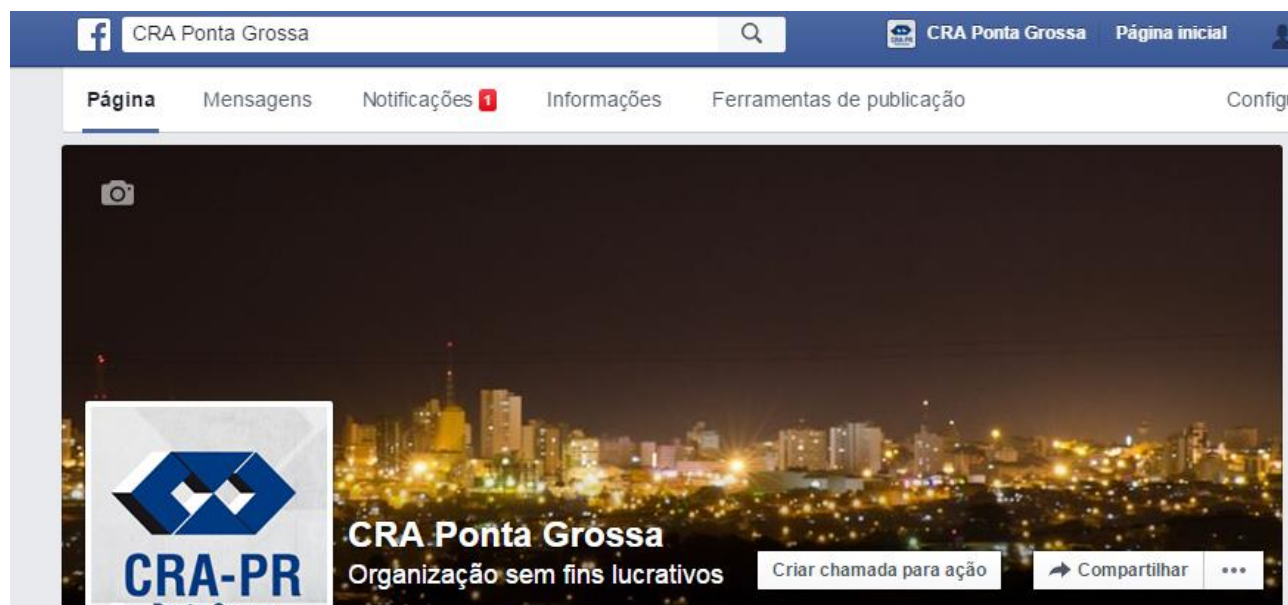 f CRA Ponta Grossa CRA Ponta Grossa Página inicial
Página Mensagens Notificações 1 Informações Ferramentas de publicação
CRA Ponta Grossa
Organização sem fins lucrativos
Criar chamada para ação Compartilhar
CRA-PR